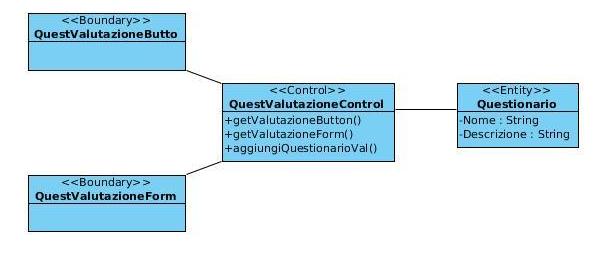 <<Boundary>>
QuestValutazioneButto
<<Control>>
QuestValutazioneControl
+getValutazioneButton()
+getValutazioneForm()
+aggiungiQuestionarioVal()
<<Entity>>
Questionario
-Nome : String
-Descrizione : String
<<Boundary>>
QuestValutazioneForm